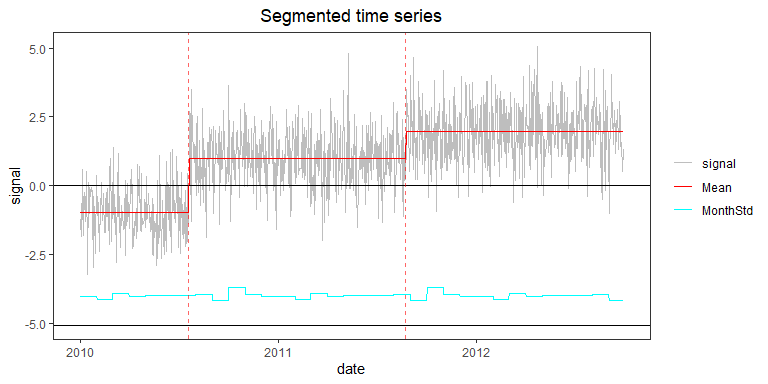 Segmented time series
5.0
2.5
0.0
-2.5
-5.0
signal
2010
2011
2012
date
signal
Mean
MonthStd